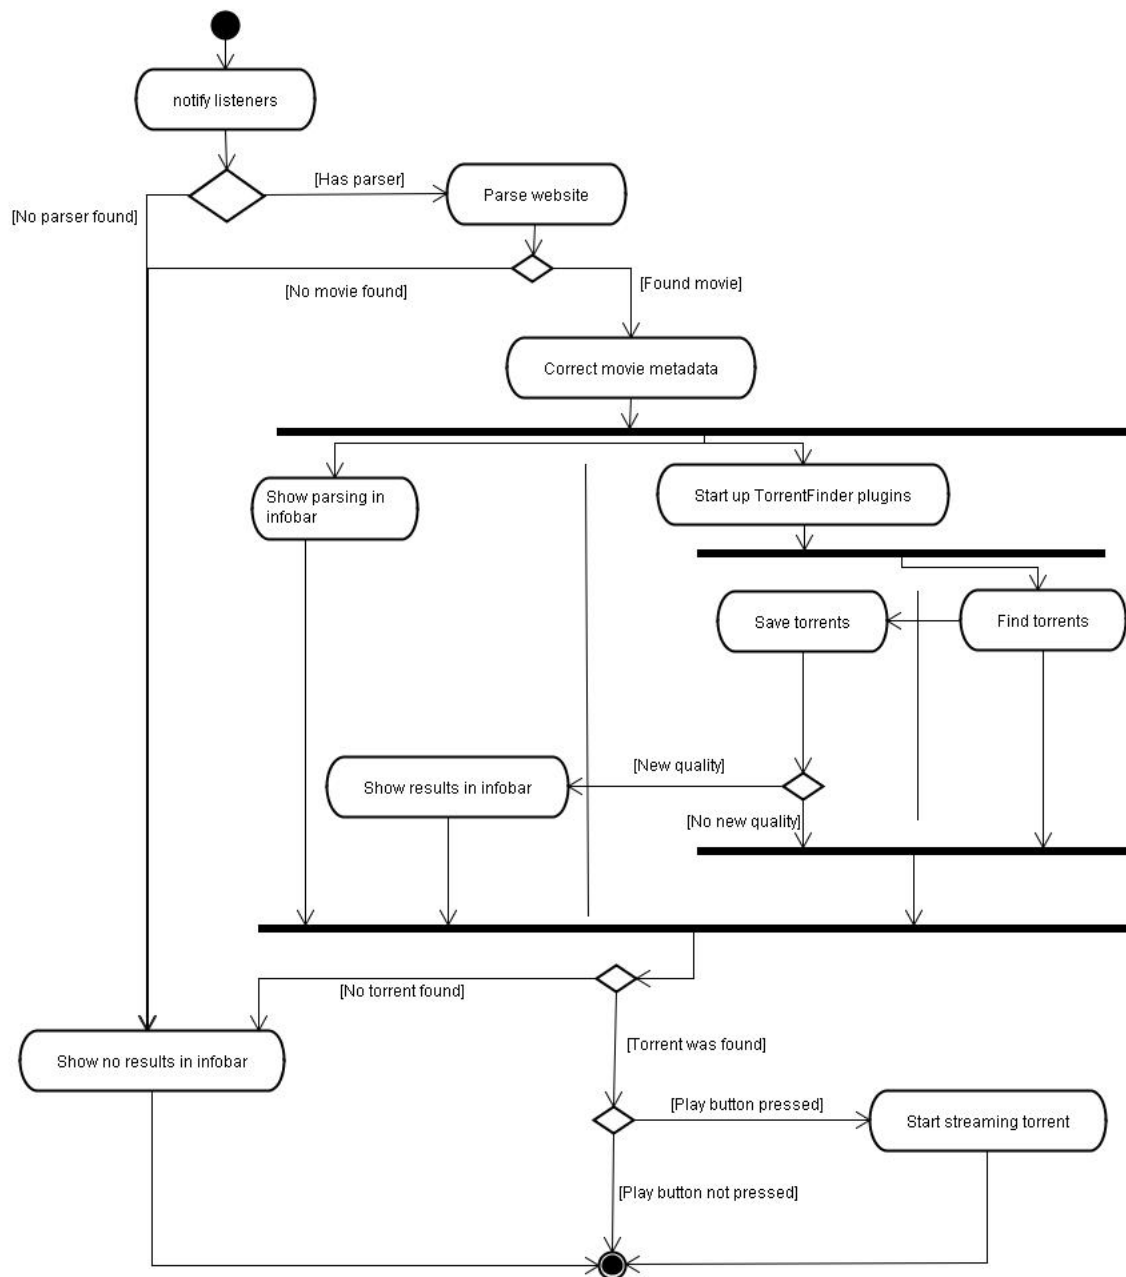 notify listeners
[Has parser]
Parse website
[No parser found]
[No movie found]
[Found movie]
Correct movie metadata
Show parsing in
infobar
Start up TorrentFinder plugins
Save torrents
Find torrents
[New quality]
Show results in infobar
[No new quality]
[No torrent found]
[Torrent was found]
Show no results in infobar
[Play button pressed]
Start streaming torrent
[Play button not pressed]